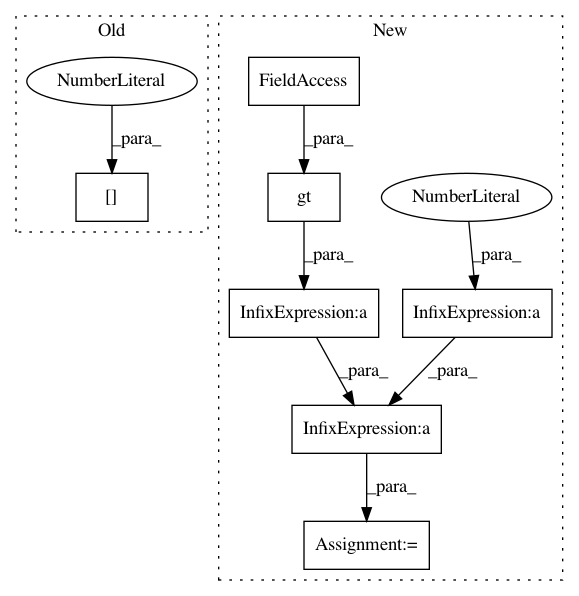 Old
New
NumberLiteral
FieldAccess
_para_
_para_
[]
gt
NumberLiteral
_para_
_para_
InfixExpression:a
InfixExpression:a
_para_
_para_
InfixExpression:a
_para_
Assignment:=